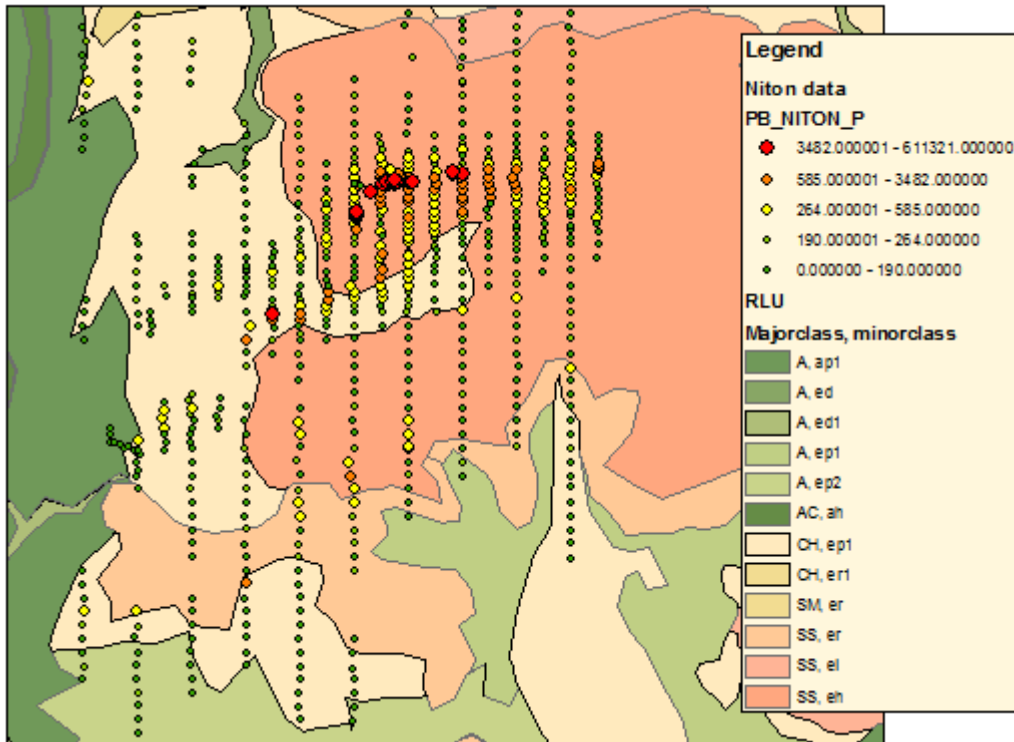 Legend
Niton data
PB_NITON_P
3482.000001 - 611321.000000
585.000001 - 3482.000000
264.000001 - 585.000000
190.000001 - 264.000000
0.000000 - 190.000000
RLU
Majorclass, minorclass
A, ap1
A, ed
A, ed1
A, ep1
A, ep2
AC, ah
CH, ep1
CH, er1
SM, er
SS, er
SS, el
SS, eh